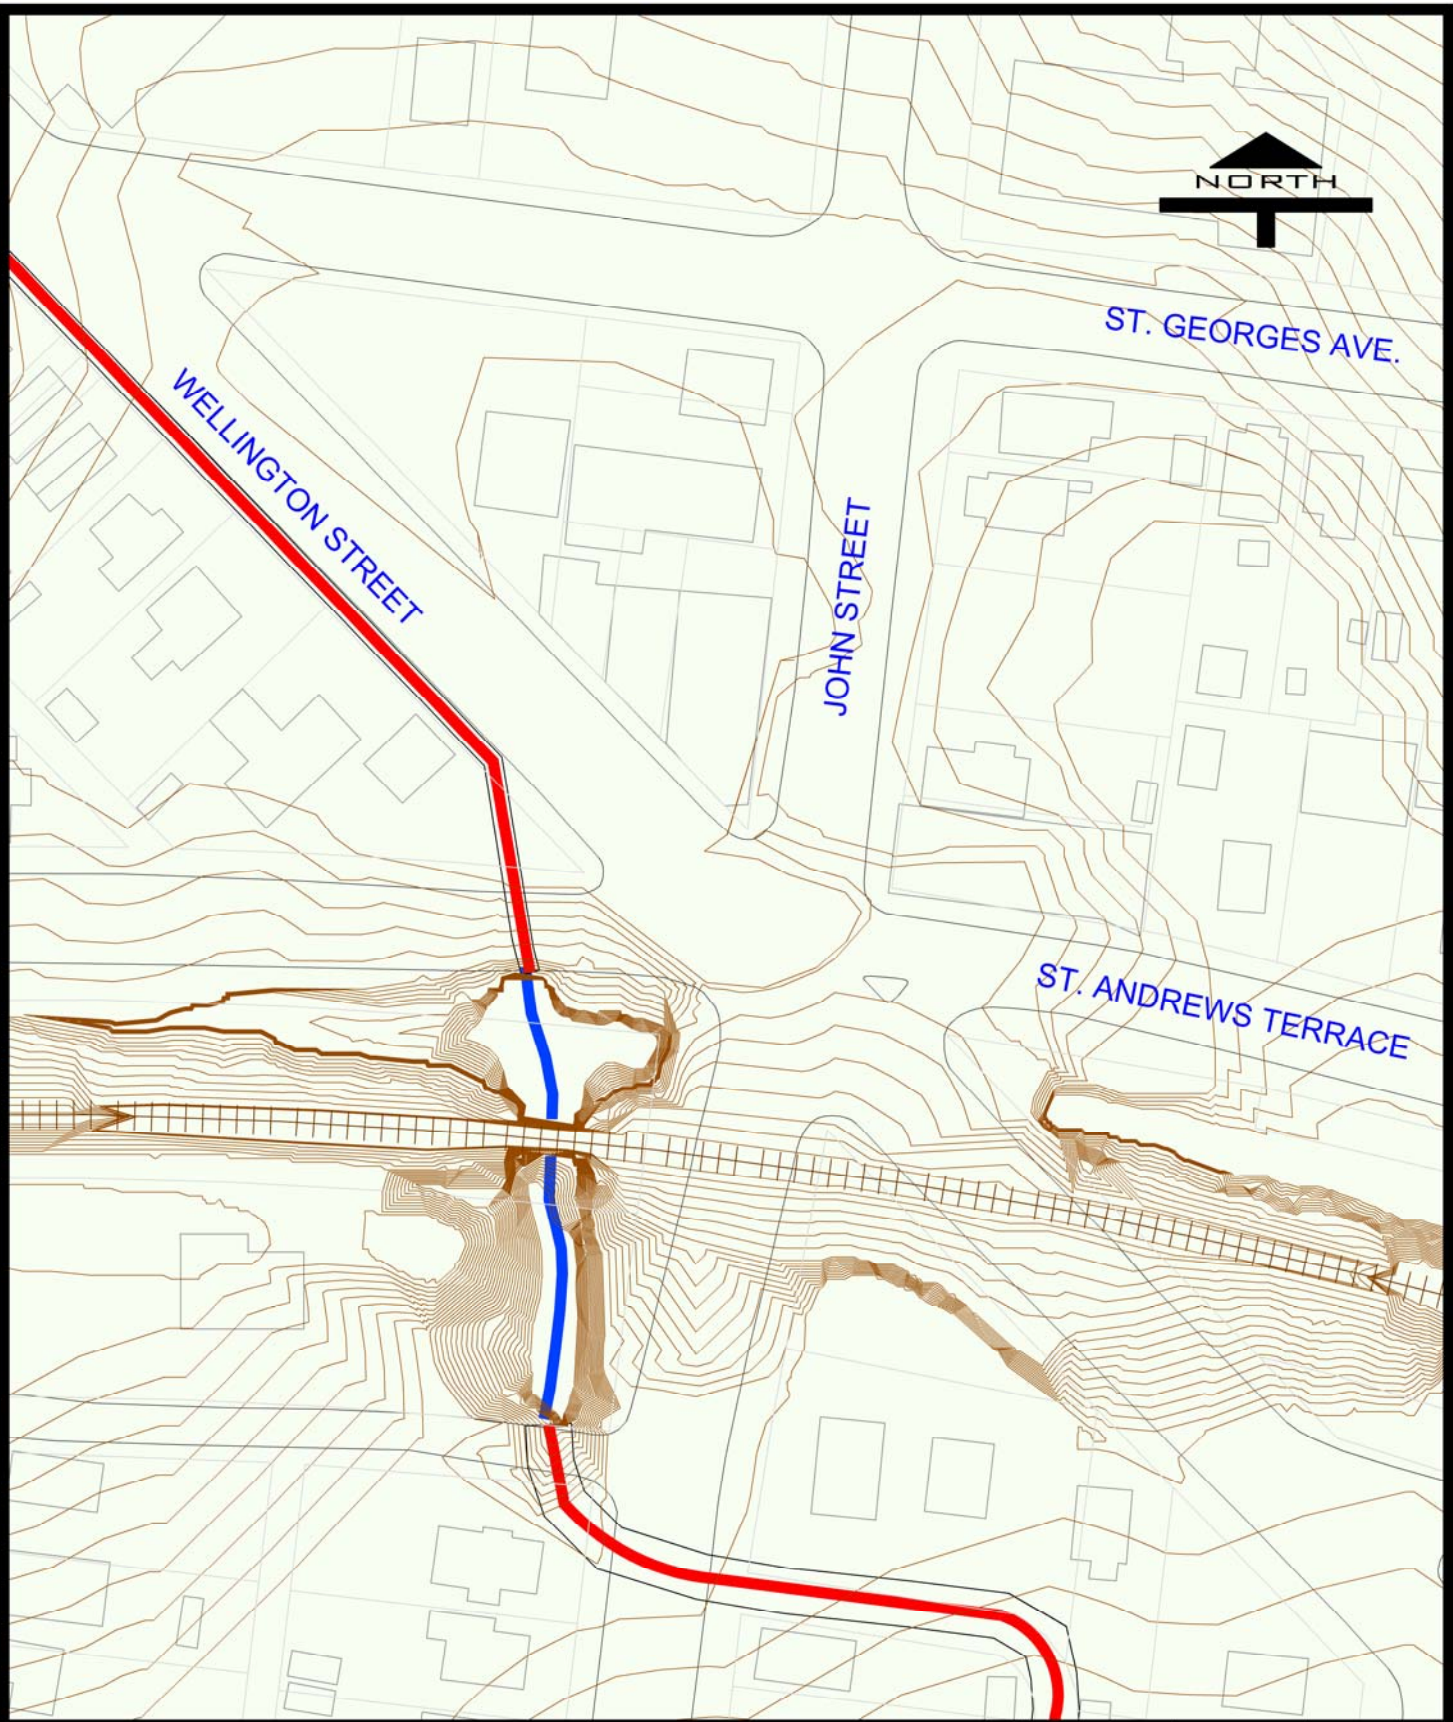 NORTH
ST. GEORGES AVE.
WELLINGTON STREET
JOHN STREET
ST. ANDREWS TERRACE